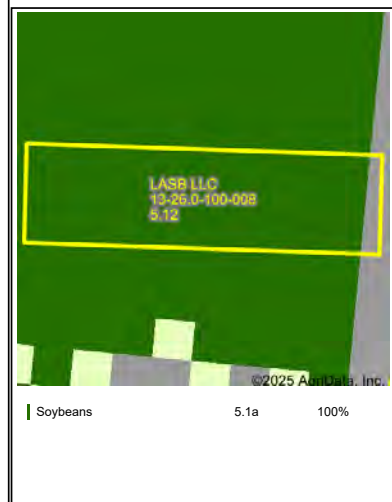 LASB LLC
13-26.0-100-008
5.12
©2025 AgriData, Inc.
Soybeans 5.1a 100%